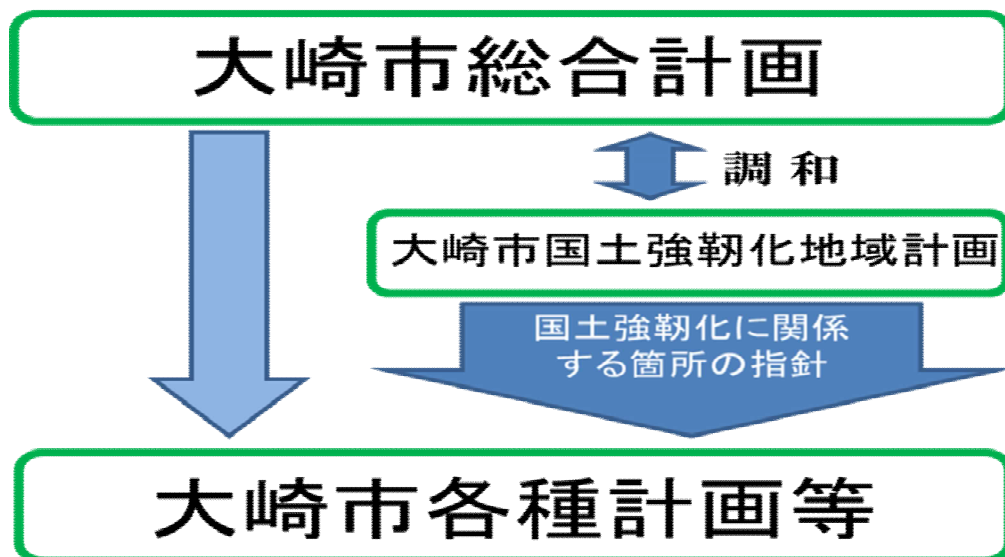 大崎市総合計画
調和
大崎市国土強靭化地域計画
国土強靭化に関係
する箇所の指針
大崎市各種計画等